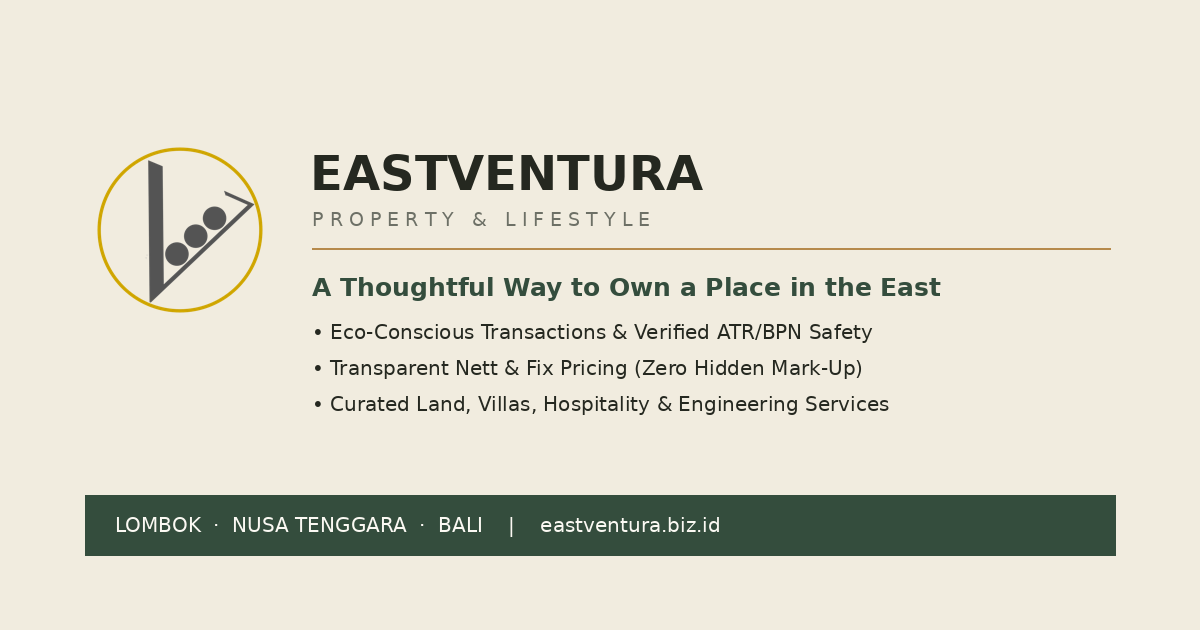 EASTVENTURA
PROPERTY & LIFESTYLE
A Thoughtful Way to Own a Place in the East
• Eco-Conscious Transactions & Verified ATR/BPN Safety
• Transparent Nett & Fix Pricing (Zero Hidden Mark-Up)
• Curated Land, Villas, Hospitality & Engineering Services
LOMBOK · NUSA TENGGARA · BALI | eastventura.biz.id